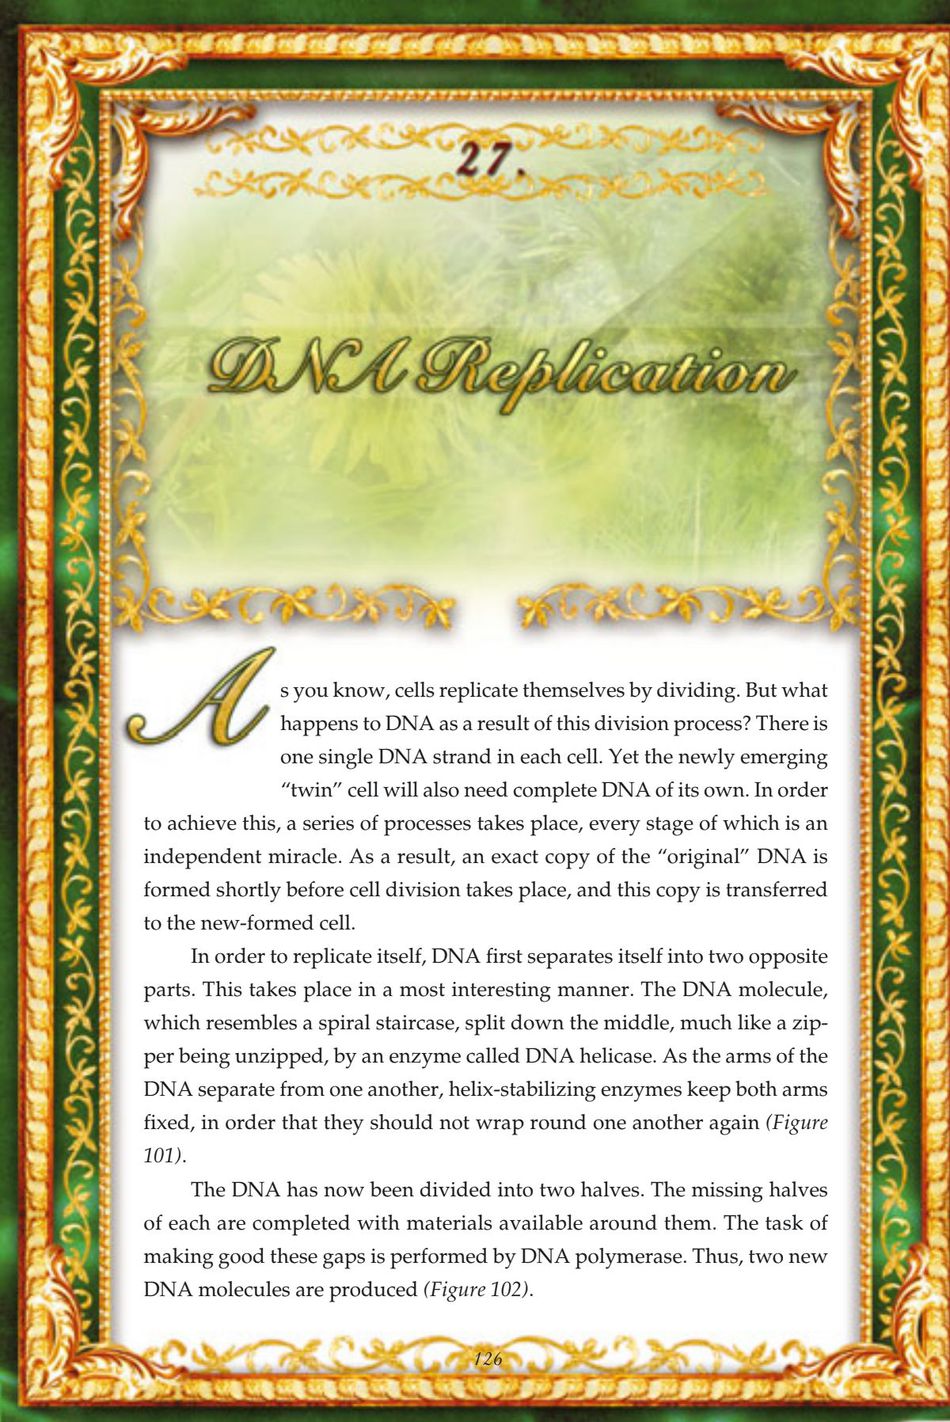 27.
DNA Replication
As you know, cells replicate themselves by dividing. But what
happens to DNA as a result of this division process? There is
one single DNA strand in each cell. Yet the newly emerging
“twin” cell will also need complete DNA of its own. In order
to achieve this, a series of processes takes place, every stage of which is an
independent miracle. As a result, an exact copy of the “original” DNA is
formed shortly before cell division takes place, and this copy is transferred
to the new-formed cell.
In order to replicate itself, DNA first separates itself into two opposite
parts. This takes place in a most interesting manner. The DNA molecule,
which resembles a spiral staircase, split down the middle, much like a zip-
per being unzipped, by an enzyme called DNA helicase. As the arms of the
DNA separate from one another, helix-stabilizing enzymes keep both arms
fixed, in order that they should not wrap round one another again (Figure
101).
The DNA has now been divided into two halves. The missing halves
of each are completed with materials available around them. The task of
making good these gaps is performed by DNA polymerase. Thus, two new
DNA molecules are produced (Figure 102).
126